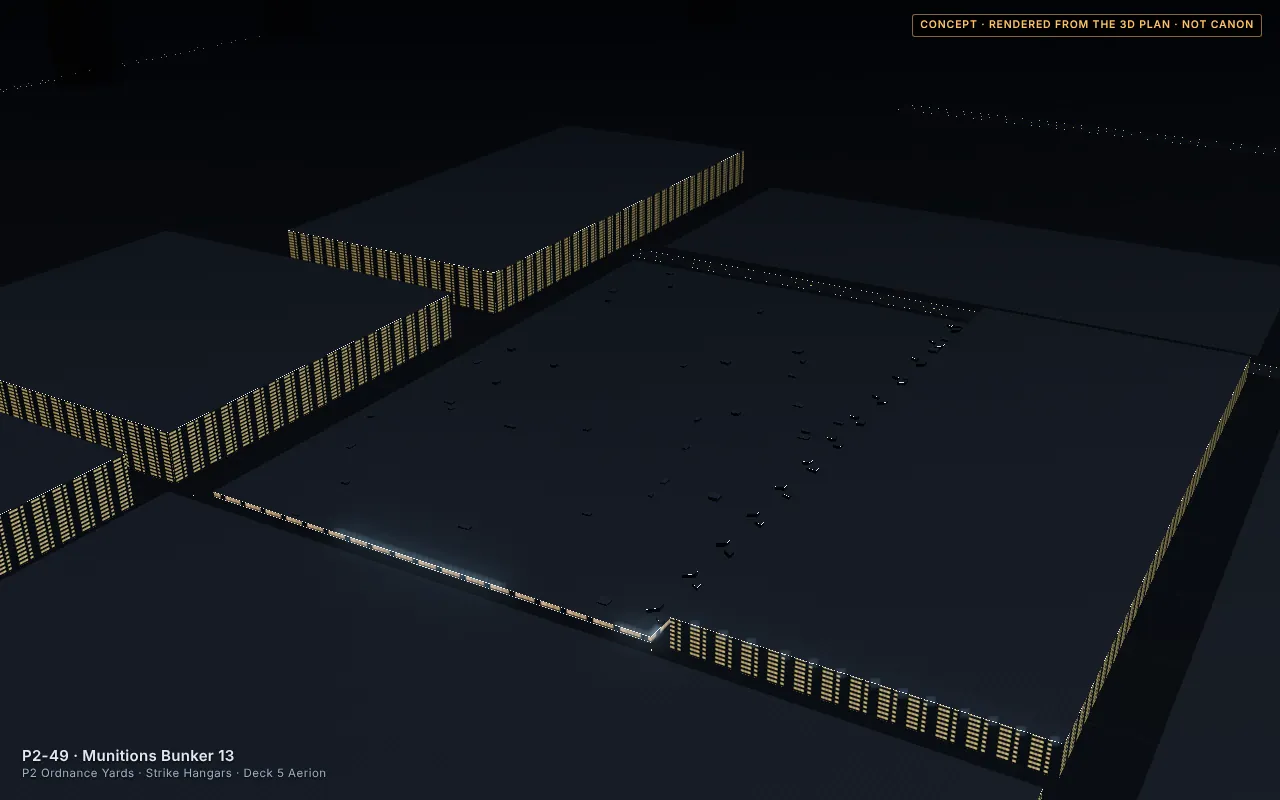 CONCEPT · RENDERED FROM THE 3D PLAN · NOT CANON
P2-49 · Munitions Bunker 13
P2 Ordnance Yards · Strike Hangars · Deck 5 Aerion